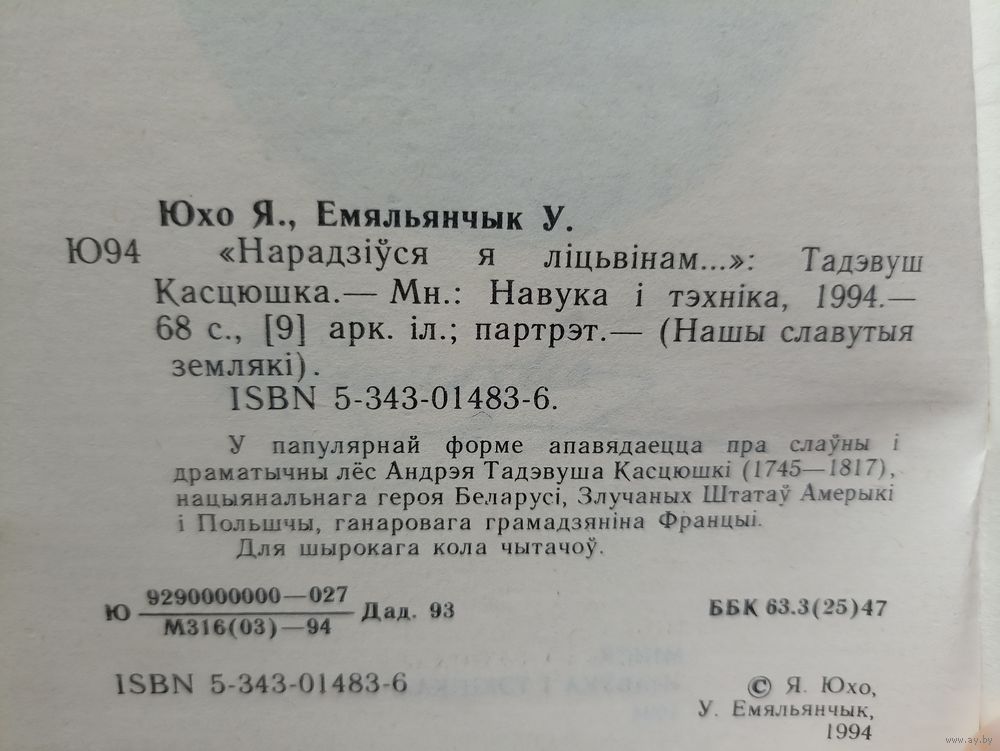 Юхо Я., Емяльянчык У.
Ю94 «Нарадзіўся я ліцьвінам...»: Тадэвуш
Касцюшка.— Мн.: Навука і тэхніка, 1994.—
68 с., [9] арк. іл.; партрэт.— (Нашы славутыя
землякі).
ISBN 5-343-01483-6.
У папулярнай форме апавядаецца пра слаўны і
драматычны лёс Андрэя Тадэвуша Касцюшкі (1745—1817),
нацыянальнага героя Беларусі, Злучаных Штатаў Амерыкі
і Польшчы, ганаровага грамадзяніна Францыі.
Для шырокага кола чытачоў.
9290000000—027
Ю Дад. 93 ББК 63.3(25)47
М316(03)—94
ISBN 5-343-01483-6
© Я. Юхо,
У. Емяльянчык,
1994
www.ay.by